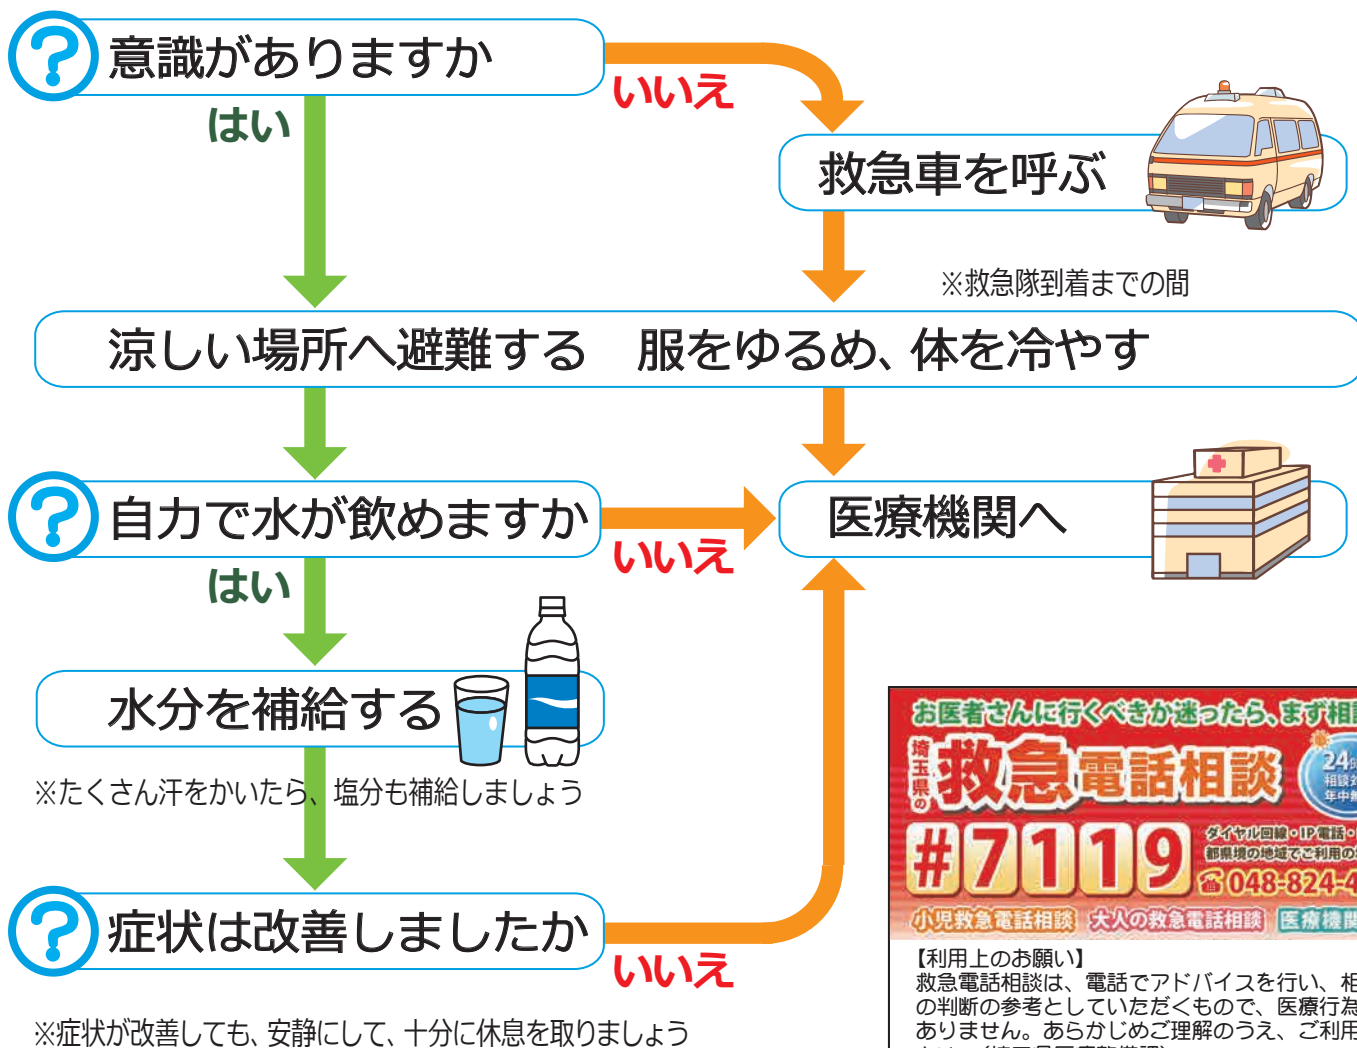 意識がありますか
いいえ
はい
救急車を呼ぶ
※救急隊到着までの間
涼しい場所へ避難する 服をゆるめ、体を冷やす
自力で水が飲めますか
いいえ
医療機関へ
はい
水分を補給する
※たくさん汗をかいたら、塩分も補給しましょう
症状は改善しましたか
いいえ
※症状が改善しても、安静にして、十分に休息を取りましょう
お医者さんに行くべきか迷ったら、まず相
埼玉県の
救急電話相談
24
相談
年中
#7119
ダイヤル回線・IP電話・
都県境の地域でご利用の
048-824-4
小児救急電話相談 大人の救急電話相談 医療機関
【利用上のお願い】
救急電話相談は、電話でアドバイスを行い、相
の判断の参考としていただくもので、医療行為
ありません。あらかじめご理解のうえ、ご利用